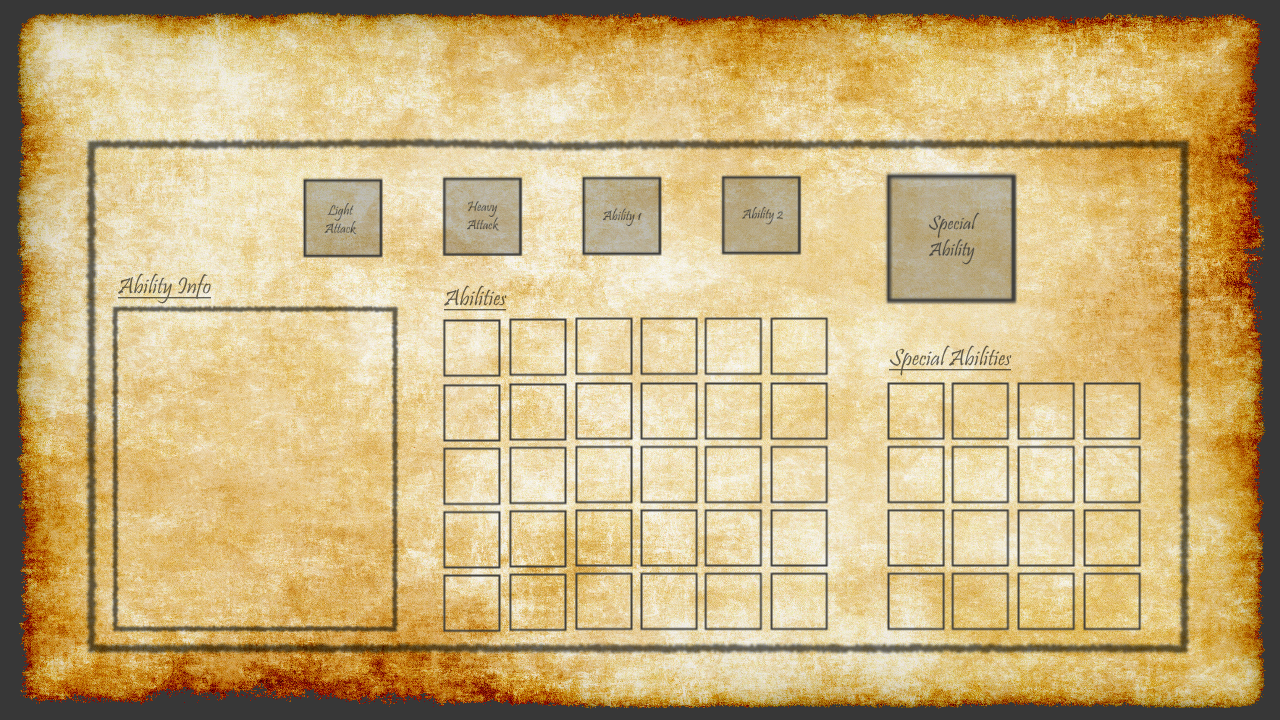 Light
Attack
Heavy
Attack
Ability 1
Ability 2
Special
Ability
Ability Info
Abilities
Special Abilities